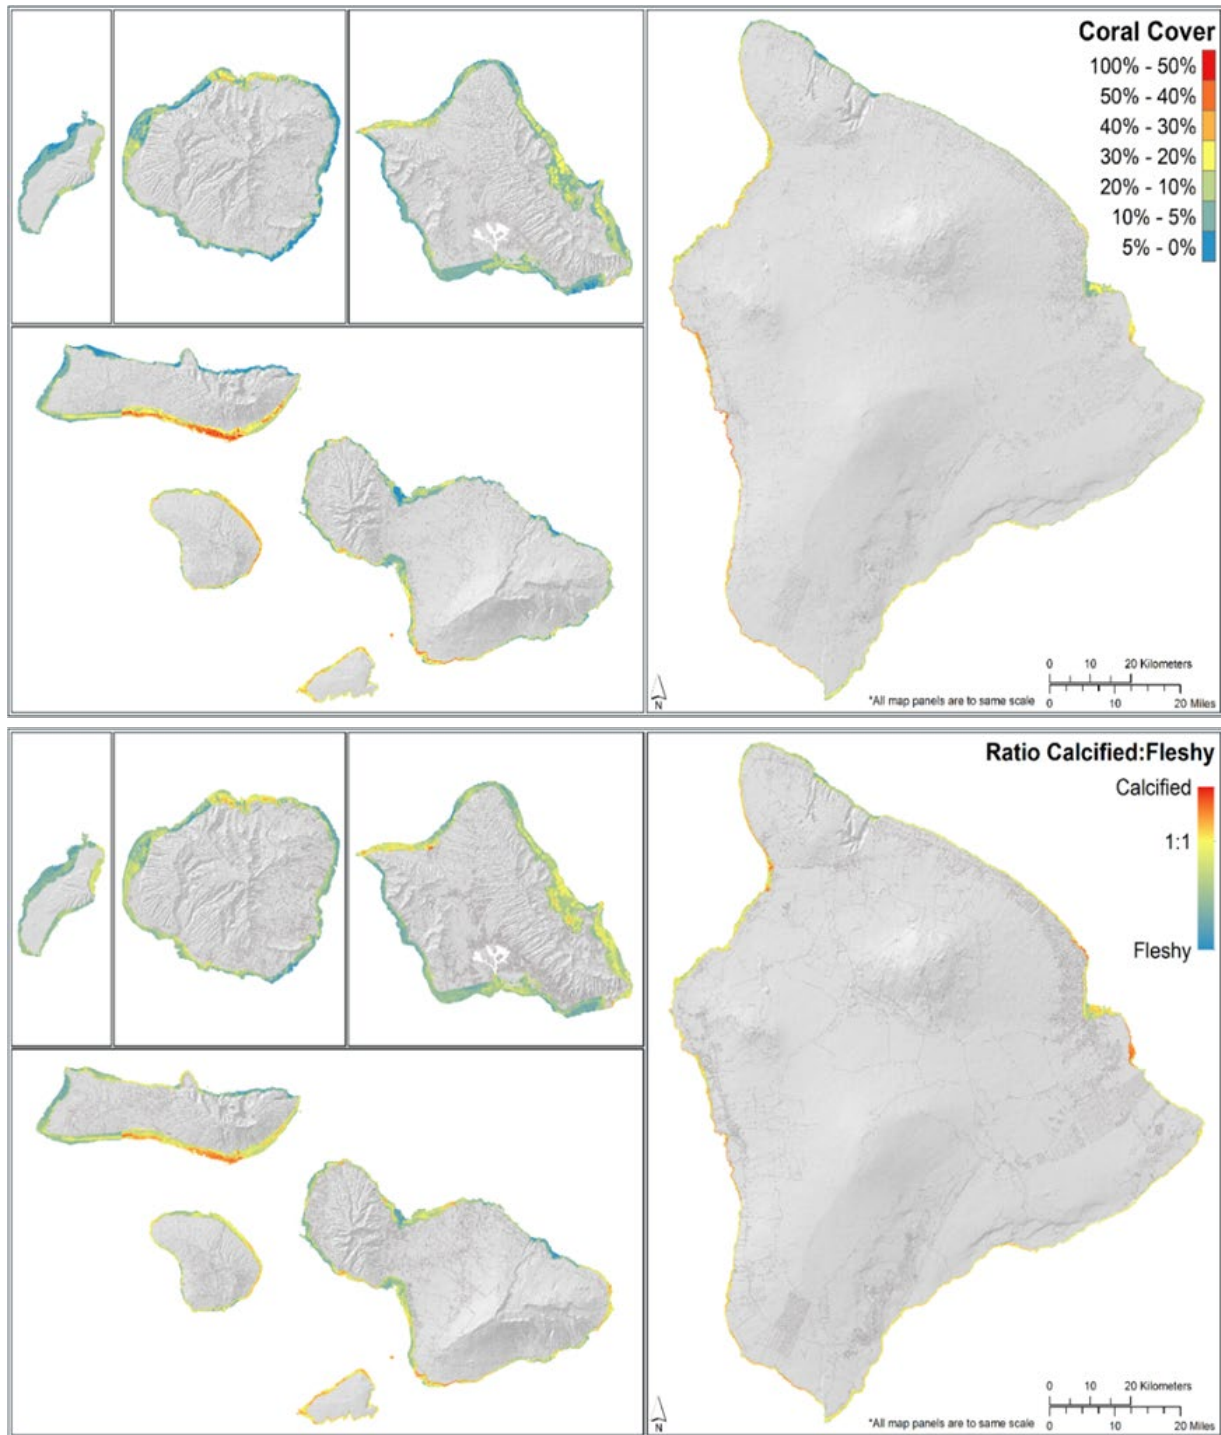 Coral Cover
100% - 50%
50% - 40%
40% - 30%
30% - 20%
20% - 10%
10% - 5%
5% - 0%
0 10 20 Kilometers
0 10 20 Miles
*All map panels are to same scale
N
Ratio Calcified:Fleshy
Calcified
1:1
Fleshy
0 10 20 Kilometers
0 10 20 Miles
*All map panels are to same scale
N